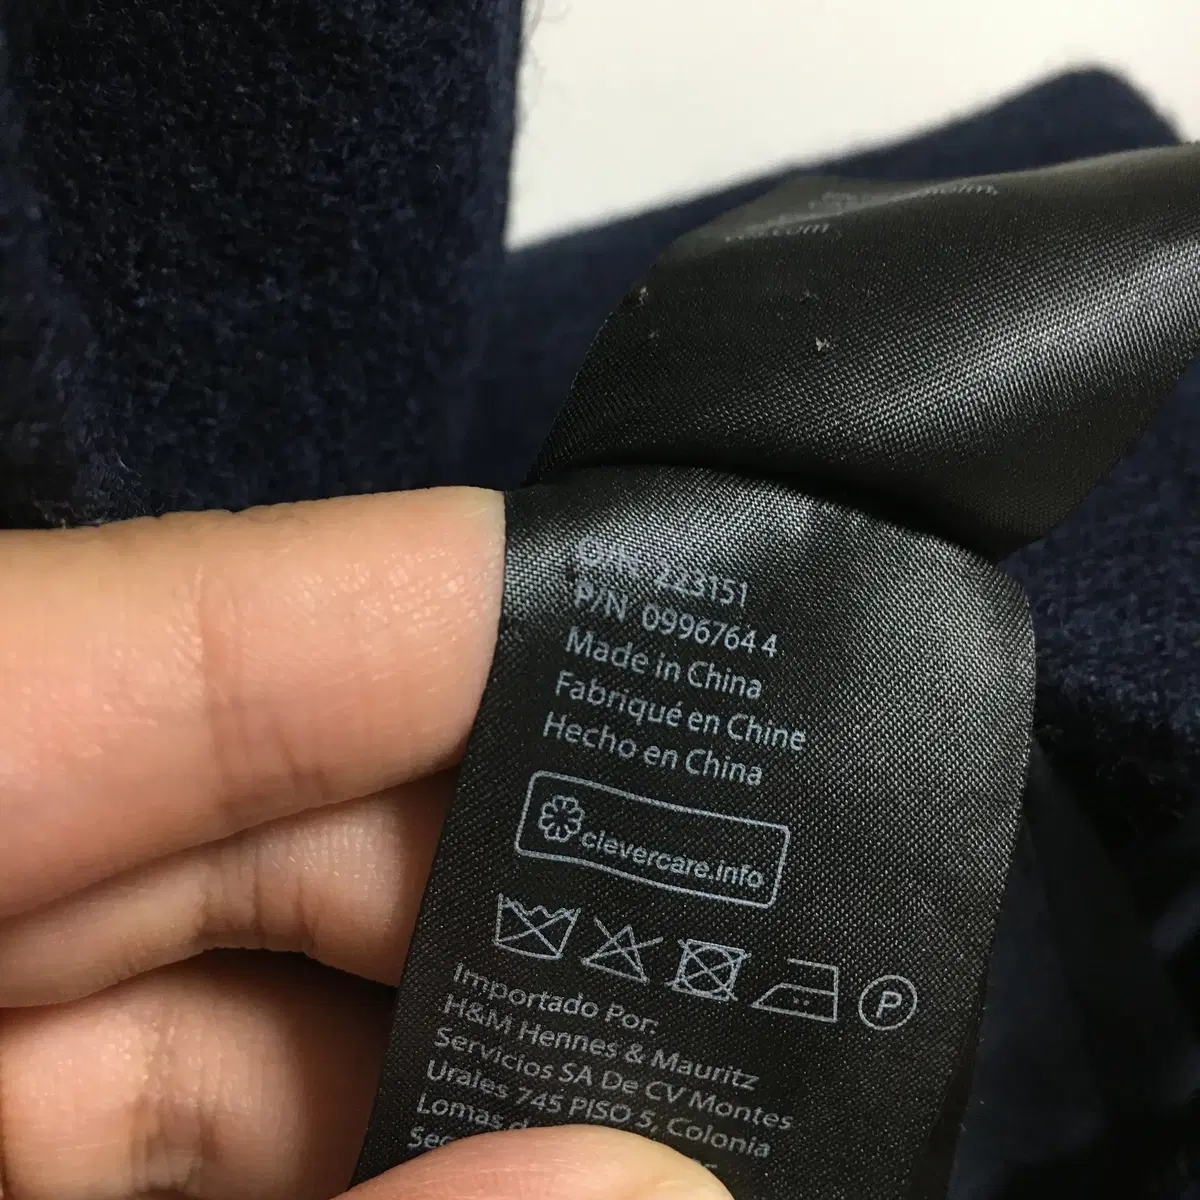 O/N 223151
P/N 0996764 4
Made in China
Fabriqué en Chine
Hecho en China
clevercare.info
P
Importado Por:
H&M Hennes & Mauritz
Servicios SA De CV Montes
Urales 745 PISO 5, Colonia
Lomas